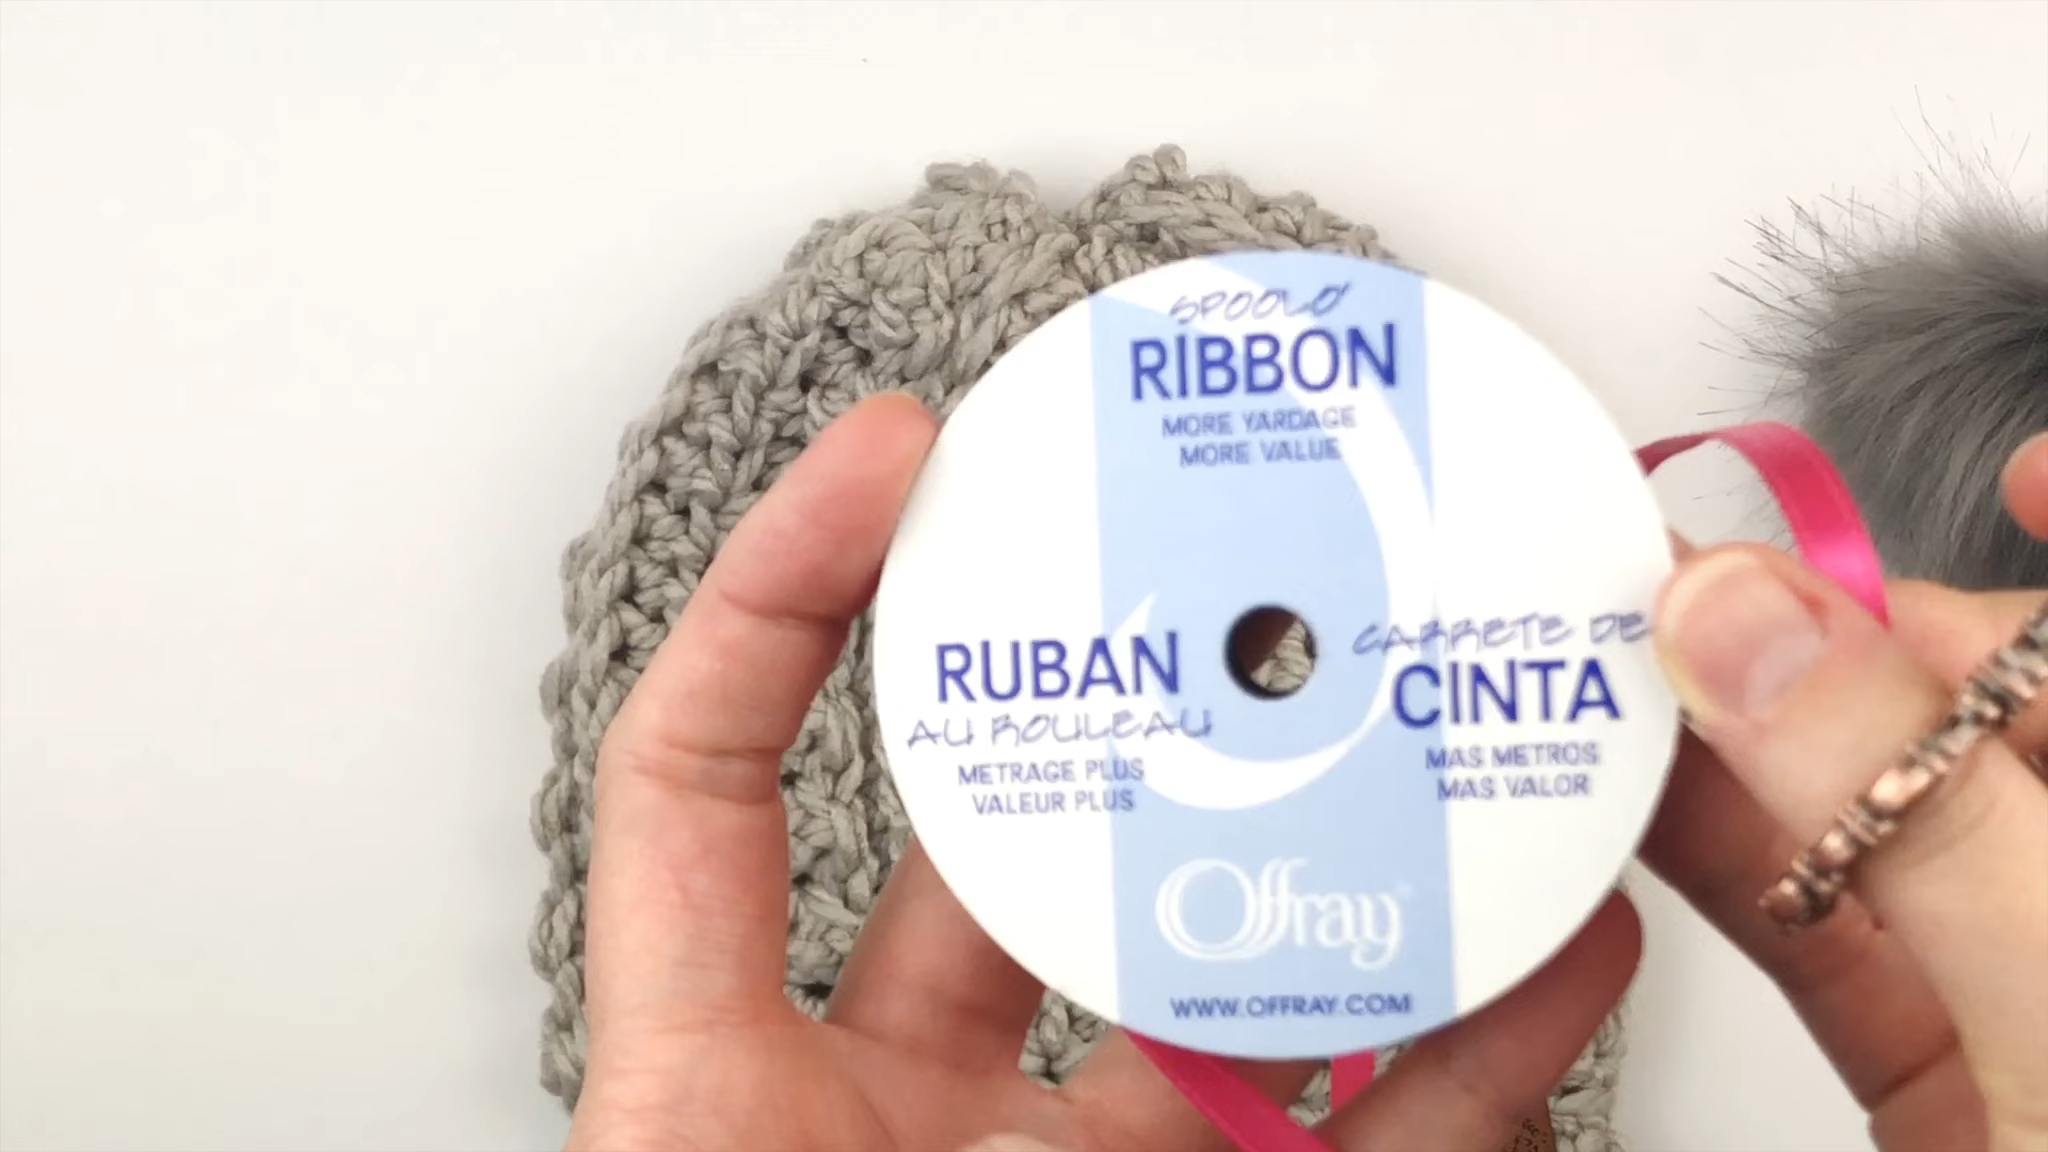 SPOOLO'
RIBBON
MORE YARDAGE
MORE VALUE
RUBAN
AU ROULEAU
METRAGE PLUS
VALEUR PLUS
CARRETE DE
CINTA
MAS METROS
MAS VALOR
Offray
WWW.OFFRAY.COM